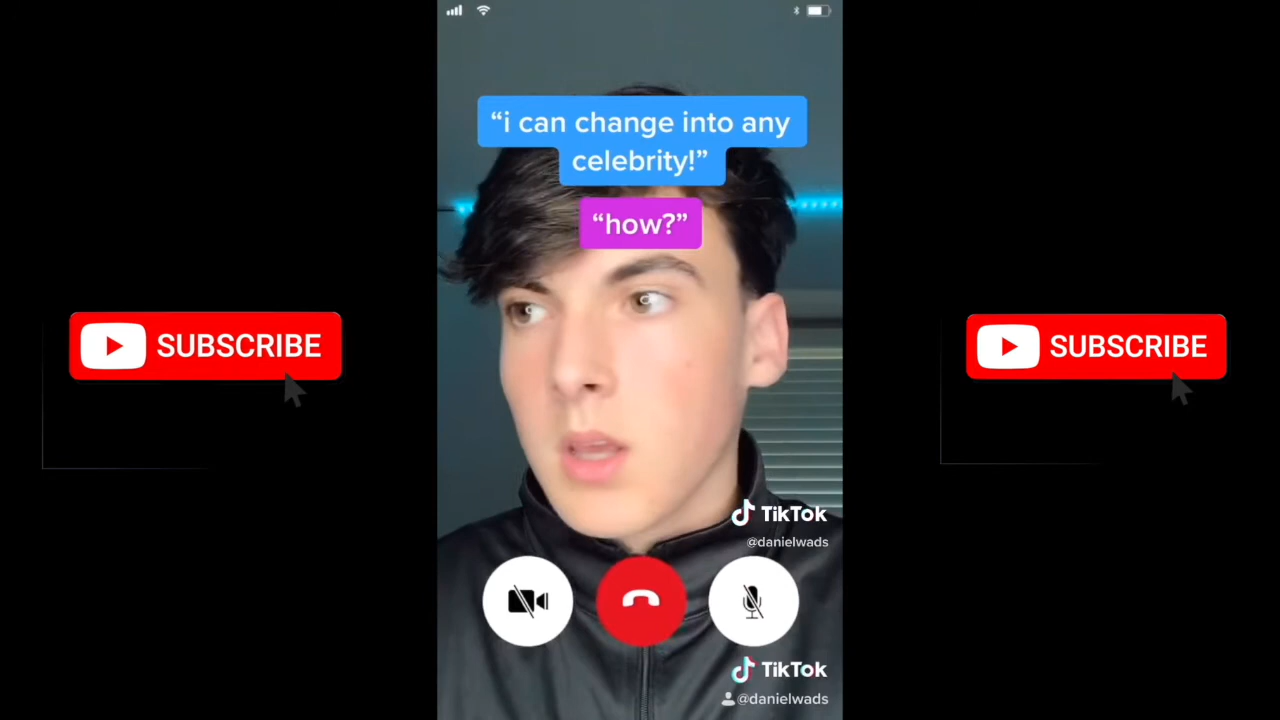 “i can change into any
celebrity!”
“how?”
SUBSCRIBE
SUBSCRIBE
TikTok
@danielwads
TikTok
@danielwads